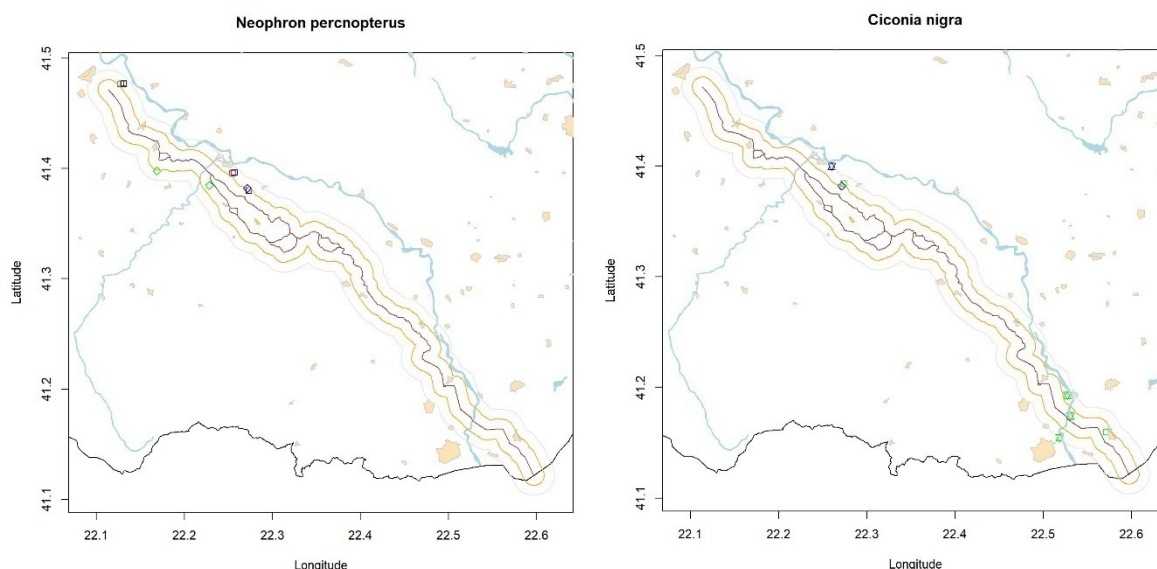 Neophron percnopterus
41.5
41.4
41.3
41.2
41.1
Latitude
22.1 22.2 22.3 22.4 22.5 22.6
Longitude
Ciconia nigra
41.5
41.4
41.3
41.2
41.1
Latitude
22.1 22.2 22.3 22.4 22.5 22.6
Longitude